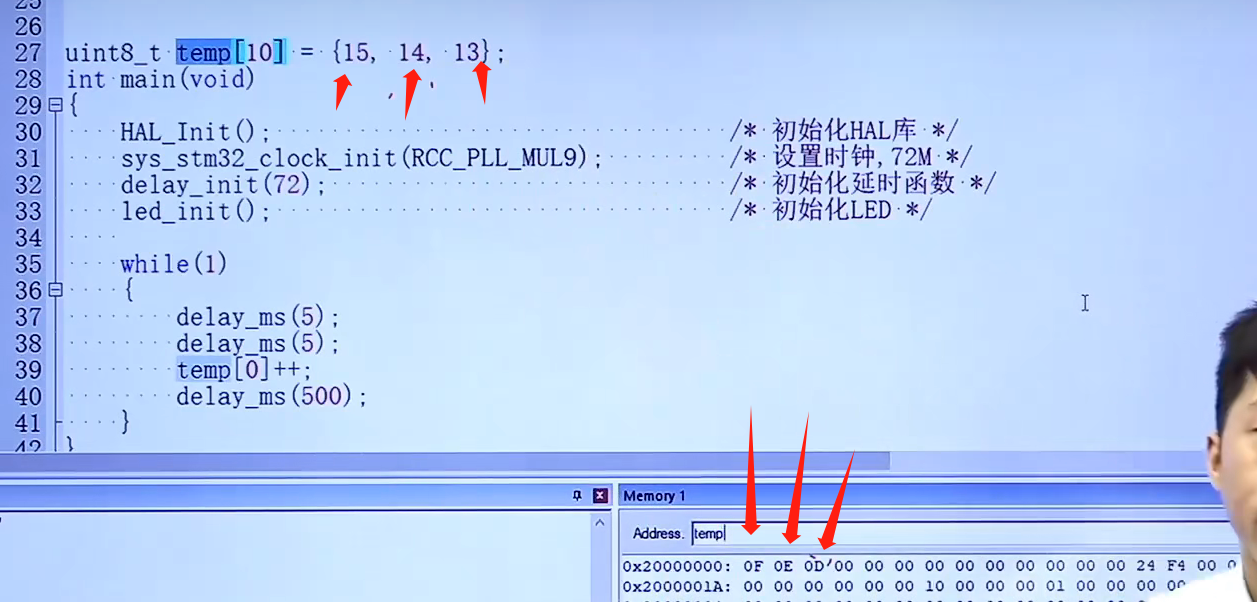 25
26
27 uint8_t temp[10] = {15, 14, 13};
28 int main(void)
29 {
30 HAL_Init(); /* 初始化HAL库 */
31 sys_stm32_clock_init(RCC_PLL_MUL9); /* 设置时钟,72M */
32 delay_init(72); /* 初始化延时函数 */
33 led_init(); /* 初始化LED */
34
35 while(1)
36 {
37 delay_ms(5);
38 delay_ms(5);
39 temp[0]++;
40 delay_ms(500);
41 }
42 }
Memory 1
Address: temp
0x20000000: 0F 0E 0D 00 00 00 00 00 00 00 00 00 00 24 F4 00
0x2000001A: 00 00 00 00 00 00 10 00 00 00 01 00 00 00 00